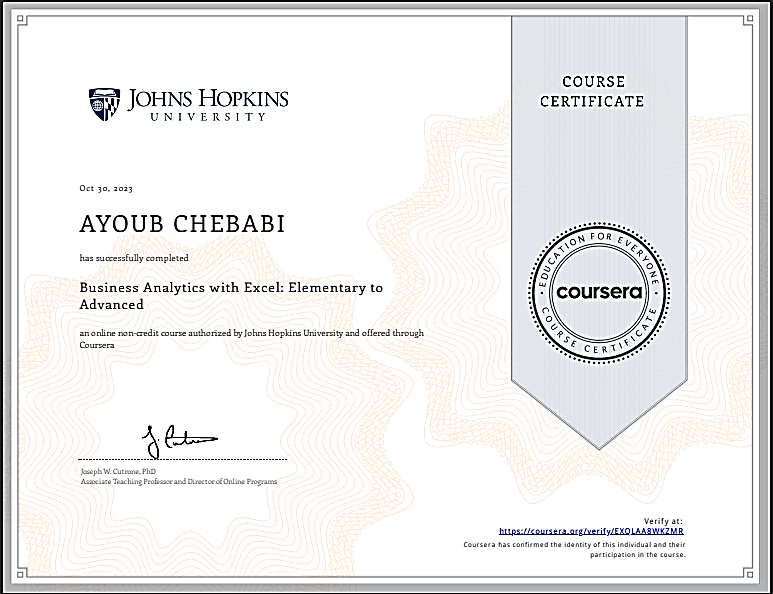 JOHNS HOPKINS
UNIVERSITY
COURSE
CERTIFICATE
Oct 30, 2023
AYOUB CHEBABI
has successfully completed
Business Analytics with Excel: Elementary to
Advanced
an online non-credit course authorized by Johns Hopkins University and offered through
Coursera
EDUCATION FOR EVERYONE
coursera
COURSE CERTIFICATE
J. Cutrone
Joseph W. Cutrone, PhD
Associate Teaching Professor and Director of Online Programs
Verify at:
https://coursera.org/verify/EXQLAA8WKZMR
Coursera has confirmed the identity of this individual and their
participation in the course.